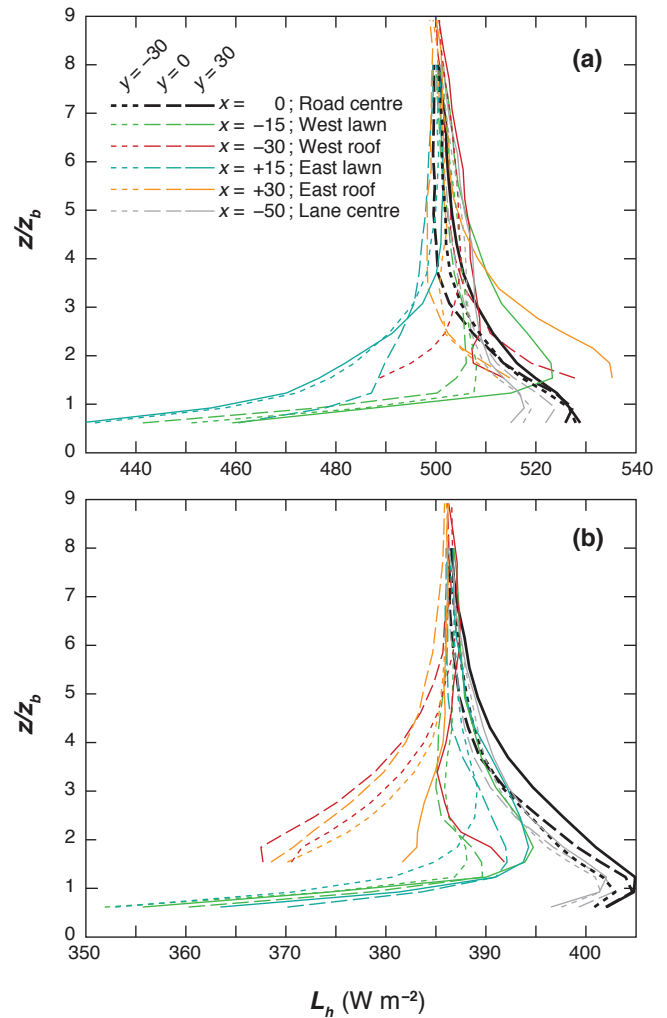 9
8
7
6
5
4
3
2
1
0
z/z_b
(a)
y = −30
y = 0
y = 30
x = 0 ; Road centre
x = −15 ; West lawn
x = −30 ; West roof
x = +15 ; East lawn
x = +30 ; East roof
x = −50 ; Lane centre
440 460 480 500 520 540
9
8
7
6
5
4
3
2
1
0
z/z_b
(b)
350 360 370 380 390 400
L_h (W m⁻²)